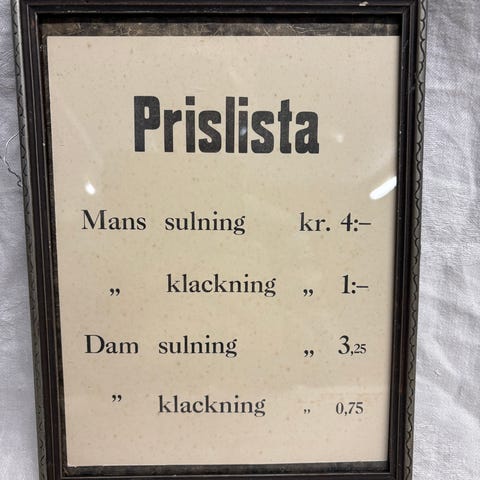 Prislista
Mans sulning kr. 4:–
„ klackning „ 1:–
Dam sulning „ 3,25
” klackning „ 0,75